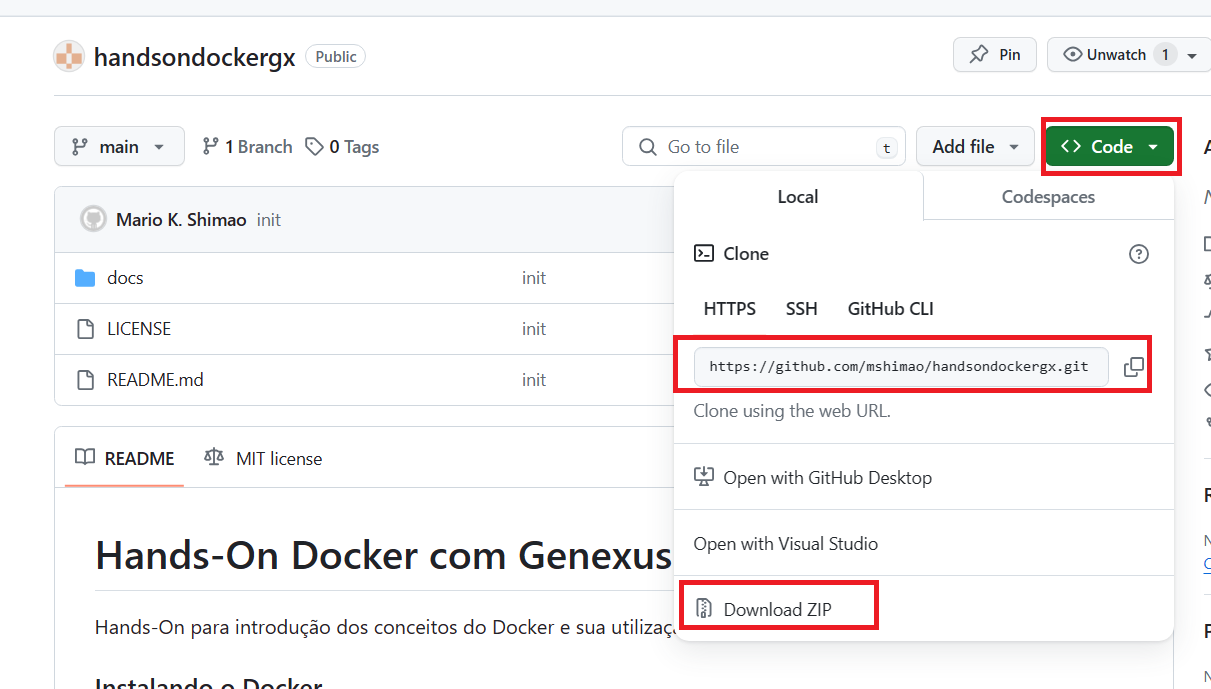 handsondockergx Public
Pin
Unwatch 1
main
1 Branch
0 Tags
Go to file t
Add file
Code
Local
Codespaces
Mario K. Shimao init
docs init
LICENSE init
README.md init
Clone
HTTPS SSH GitHub CLI
https://github.com/mshimao/handsondockergx.git
Clone using the web URL.
Open with GitHub Desktop
Open with Visual Studio
Download ZIP
README
MIT license
Hands-On Docker com Genexus
Hands-On para introdução dos conceitos do Docker e sua
Instalando o Docker